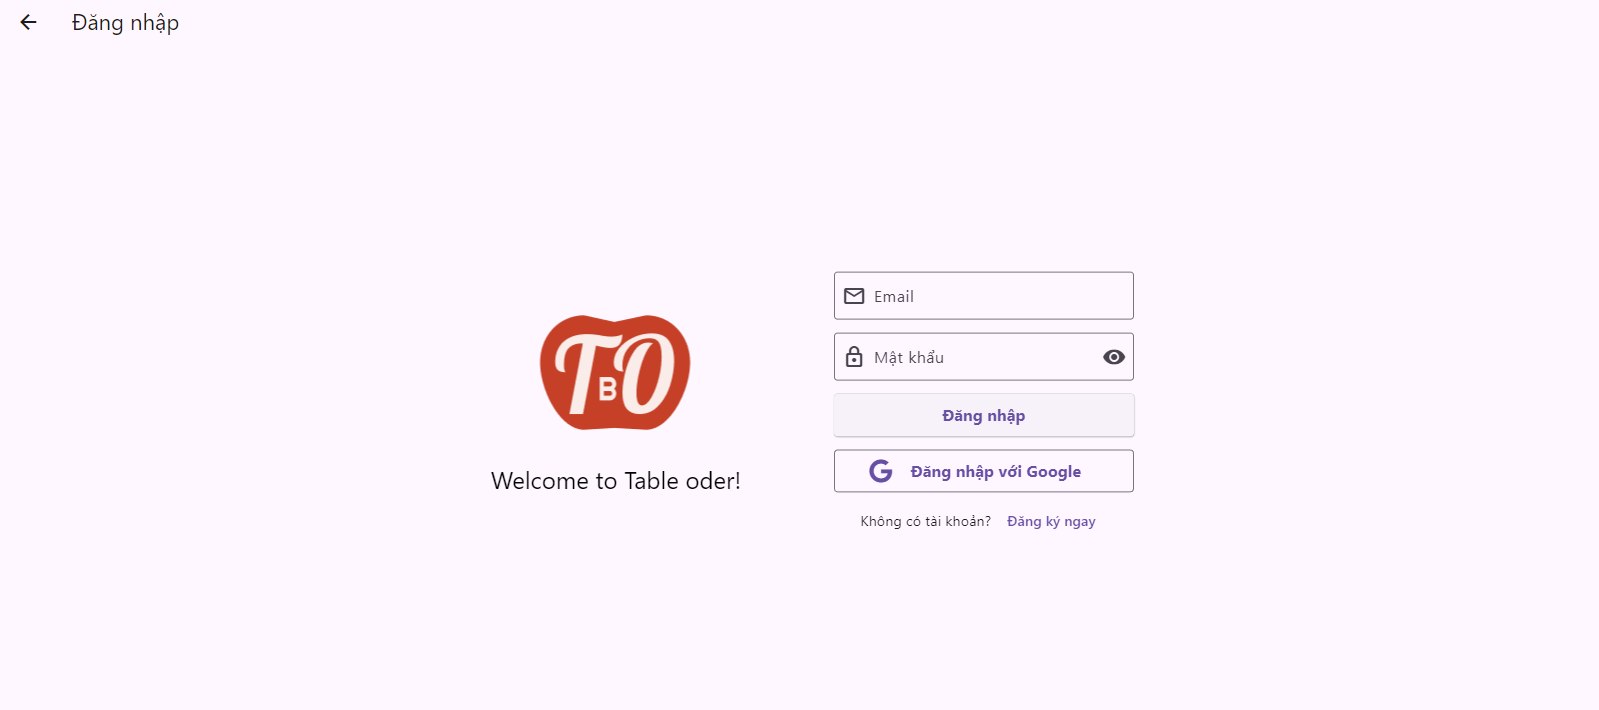 Đăng nhập
TBO
Welcome to Table oder!
Email
Mật khẩu
Đăng nhập
Đăng nhập với Google
Không có tài khoản? Đăng ký ngay